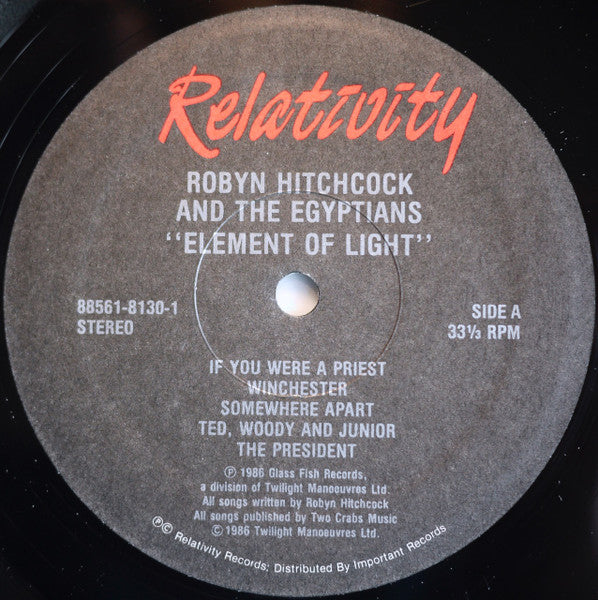 Relativity
ROBYN HITCHCOCK
AND THE EGYPTIANS
"ELEMENT OF LIGHT"
88561-8130-1
STEREO
SIDE A
33⅓ RPM
IF YOU WERE A PRIEST
WINCHESTER
SOMEWHERE APART
TED, WOODY AND JUNIOR
THE PRESIDENT
℗ 1986 Glass Fish Records,
a division of Twilight Manoeuvres Ltd.
All songs written by Robyn Hitchcock
All songs published by Two Crabs Music
© 1986 Twilight Manoeuvres Ltd.
℗© Relativity Records; Distributed By Important Records